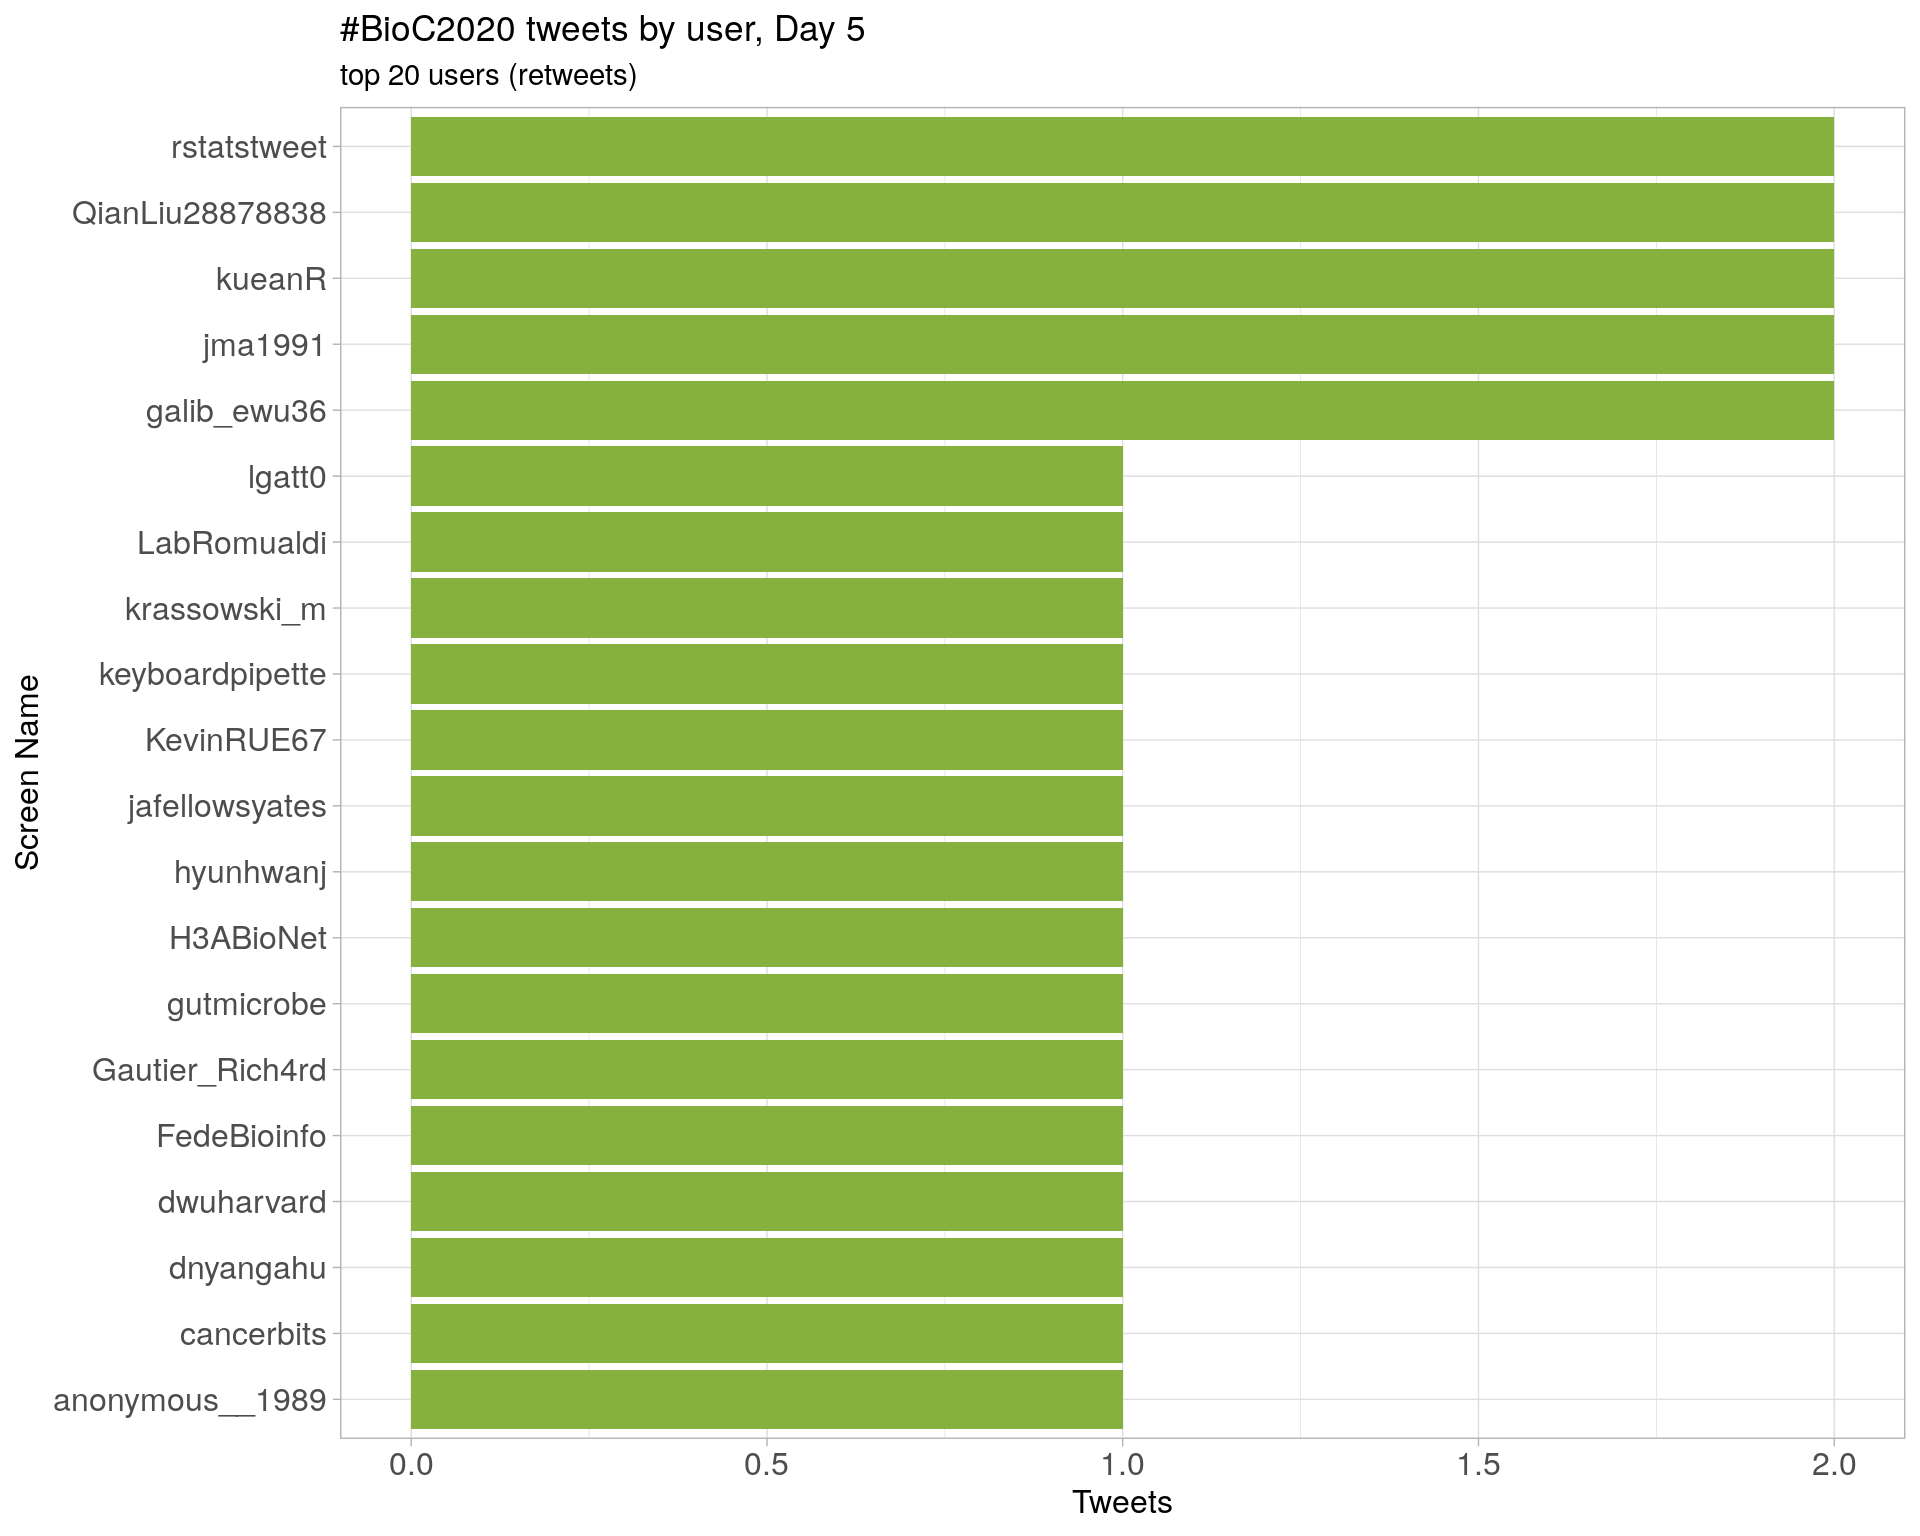 #BioC2020 tweets by user, Day 5
top 20 users (retweets)
rstatstweet
QianLiu28878838
kueanR
jma1991
galib_ewu36
lgatt0
LabRomualdi
krassowski_m
keyboardpipette
KevinRUE67
jafellowsyates
hyunhwanj
H3ABioNet
gutmicrobe
Gautier_Rich4rd
FedeBioinfo
dwuharvard
dnyangahu
cancerbits
anonymous__1989
Screen Name
0.0 0.5 1.0 1.5 2.0
Tweets